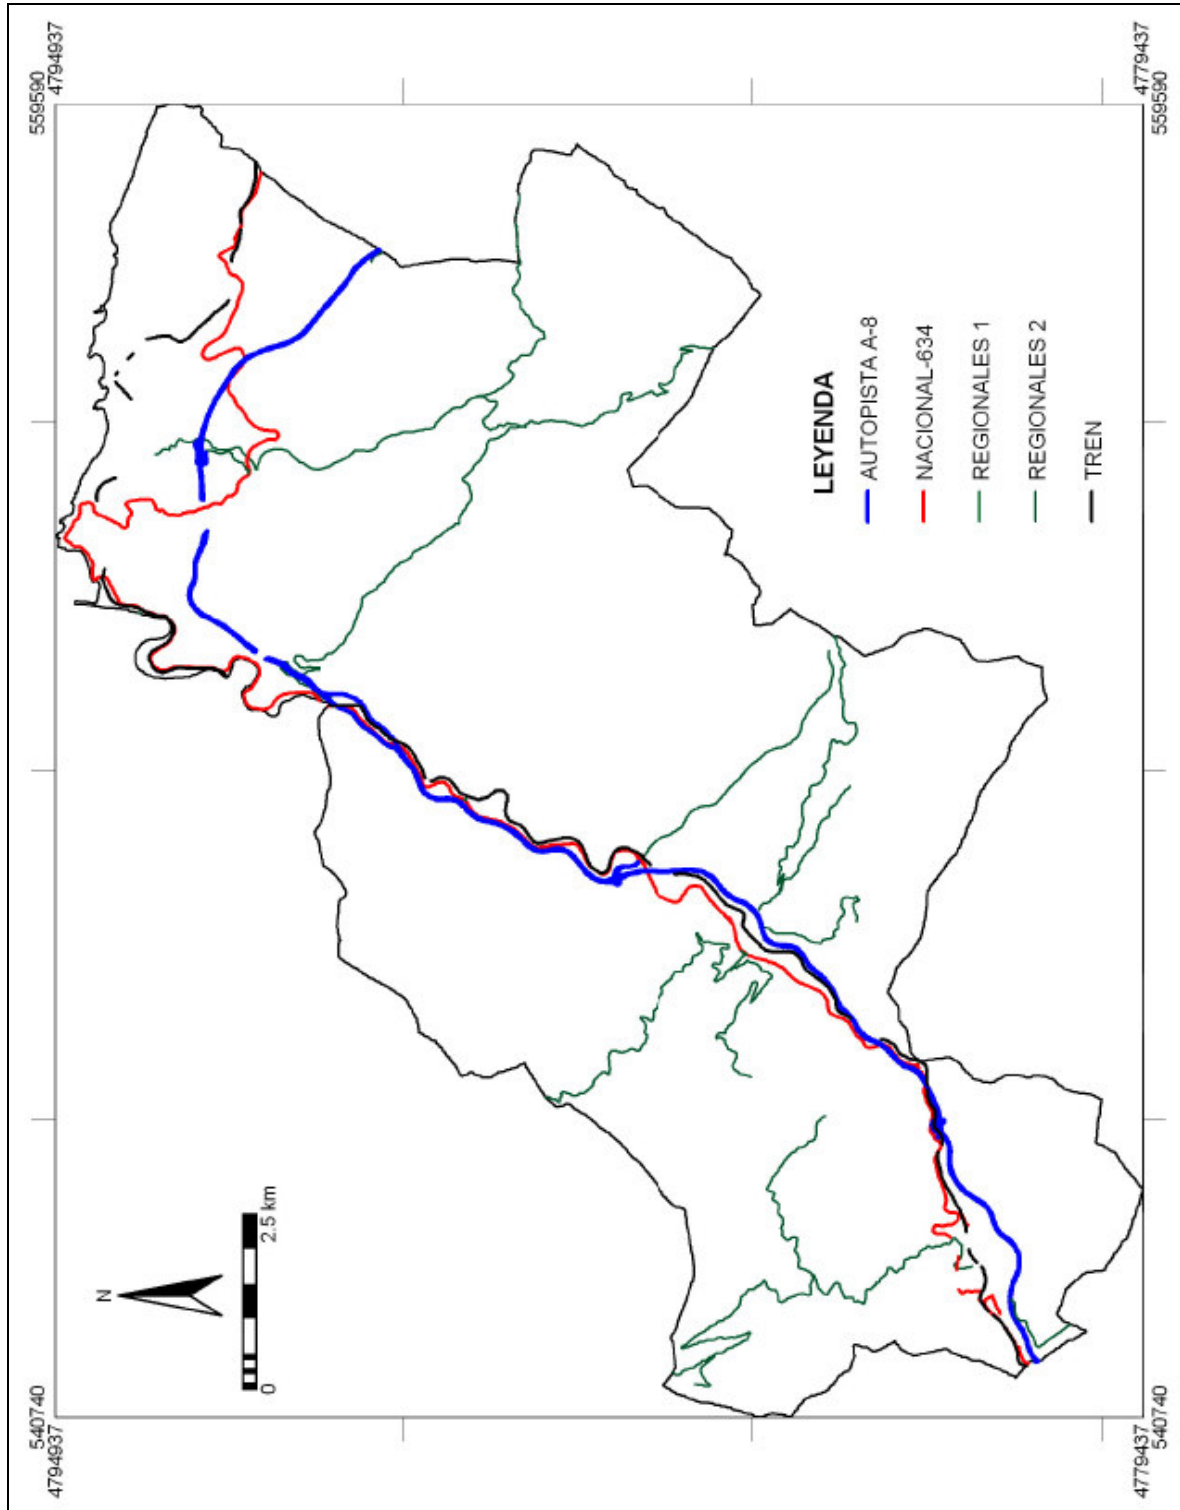 540740
4794937
559590
4794937
N
0
2.5 km
LEYENDA
AUTOPISTA A-8
NACIONAL-634
REGIONALES 1
REGIONALES 2
TREN
4779437
540740
4779437
559590